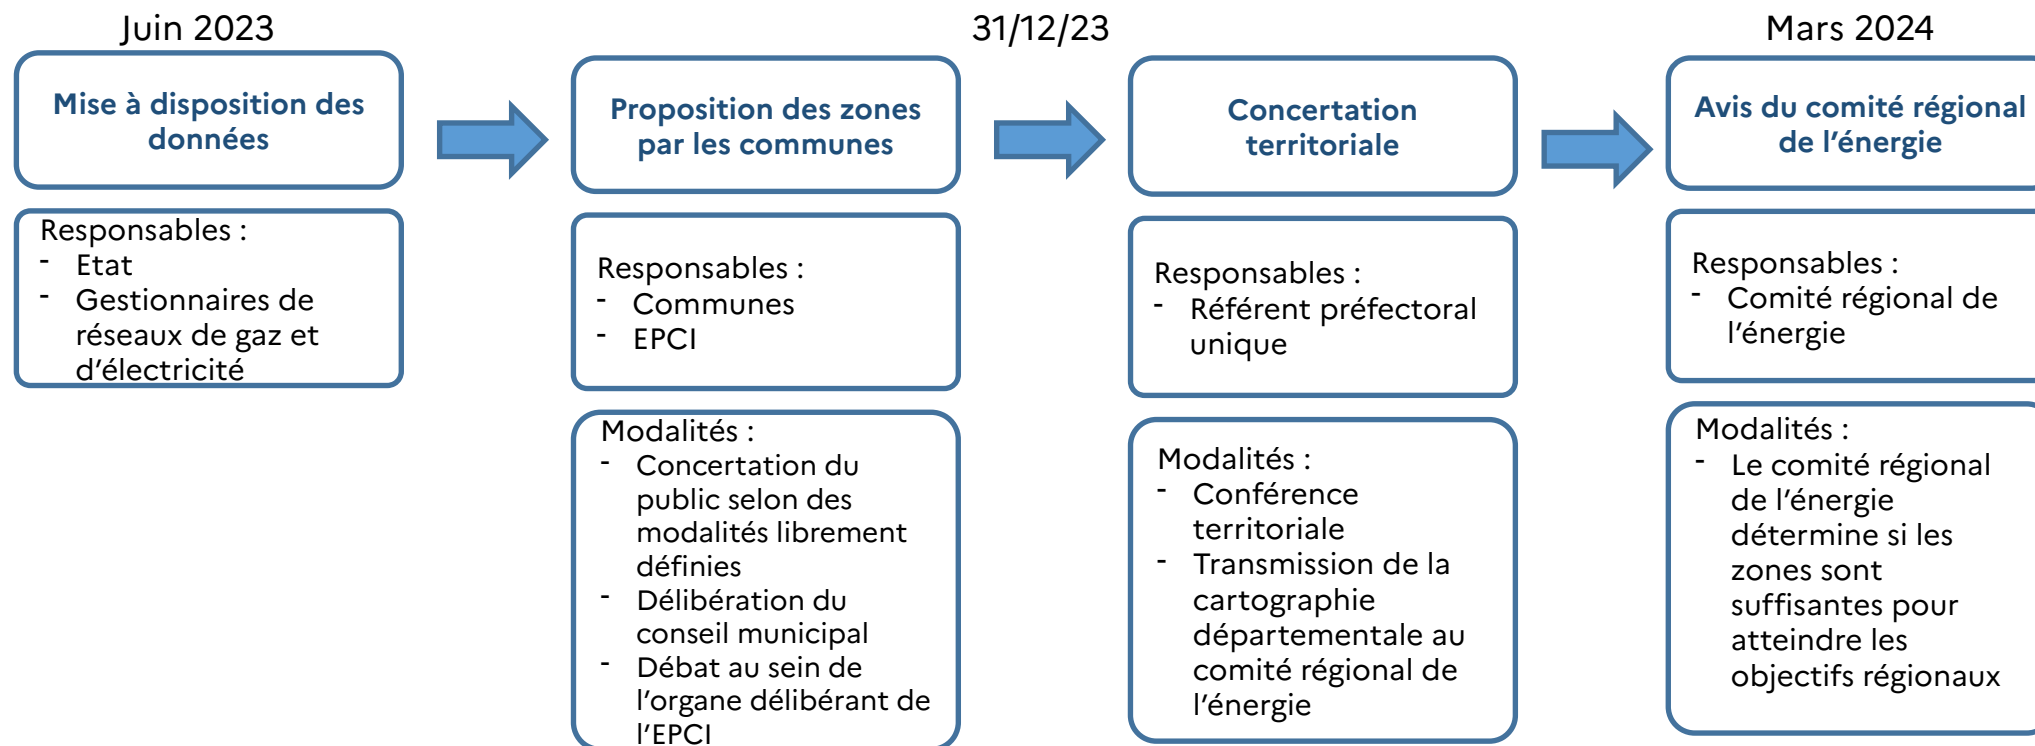 Juin 2023
31/12/23
Mars 2024
Mise à disposition des
données
Proposition des zones
par les communes
Concertation
territoriale
Avis du comité régional
de l'énergie
Responsables :
- Etat
- Gestionnaires de
réseaux de gaz et
d'électricité
Responsables :
- Communes
- EPCI
Responsables :
- Référent préfectoral
unique
Responsables :
- Comité régional de
l'énergie
Modalités :
- Concertation du
public selon des
modalités librement
définies
- Délibération du
conseil municipal
- Débat au sein de
l'organe délibérant de
l'EPCI
Modalités :
- Conférence
territoriale
- Transmission de la
cartographie
départementale au
comité régional de
l'énergie
Modalités :
- Le comité régional
de l'énergie
détermine si les
zones sont
suffisantes pour
atteindre les
objectifs régionaux